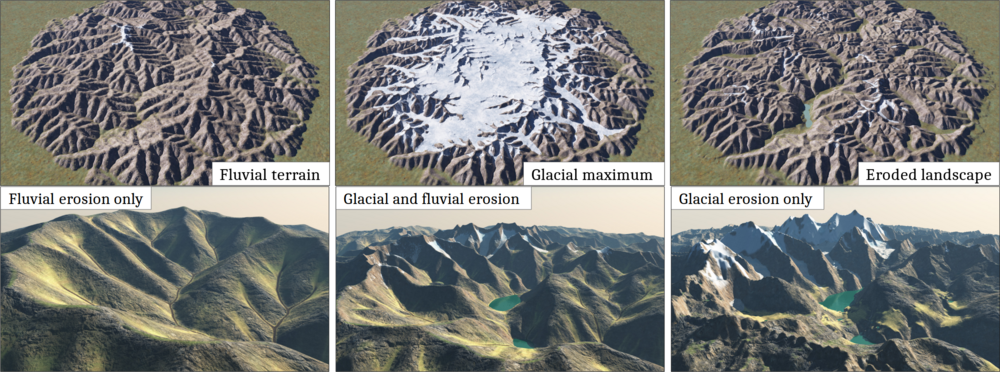 Fluvial terrain
Glacial maximum
Eroded landscape
Fluvial erosion only
Glacial and fluvial erosion
Glacial erosion only